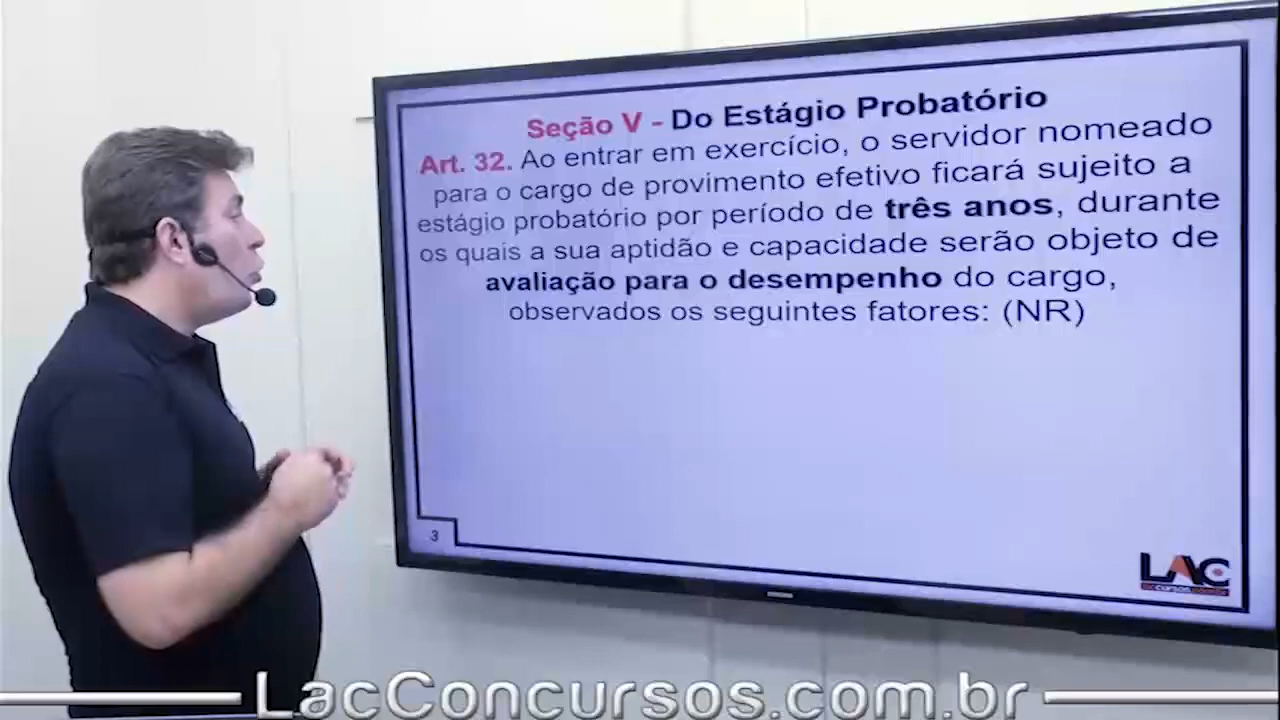 Seção V - Do Estágio Probatório
Art. 32. Ao entrar em exercício, o servidor nomeado
para o cargo de provimento efetivo ficará sujeito a
estágio probatório por período de três anos, durante
os quais a sua aptidão e capacidade serão objeto de
avaliação para o desempenho do cargo,
observados os seguintes fatores: (NR)
3
LAC
LacConcursos.com.br